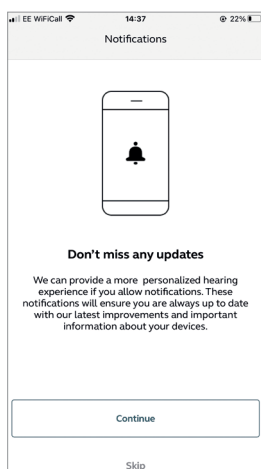 EE WiFiCall 14:37 22%
Notifications
Don't miss any updates
We can provide a more personalized hearing
experience if you allow notifications. These
notifications will ensure you are always up to date
with our latest improvements and important
information about your devices.
Continue
Skip